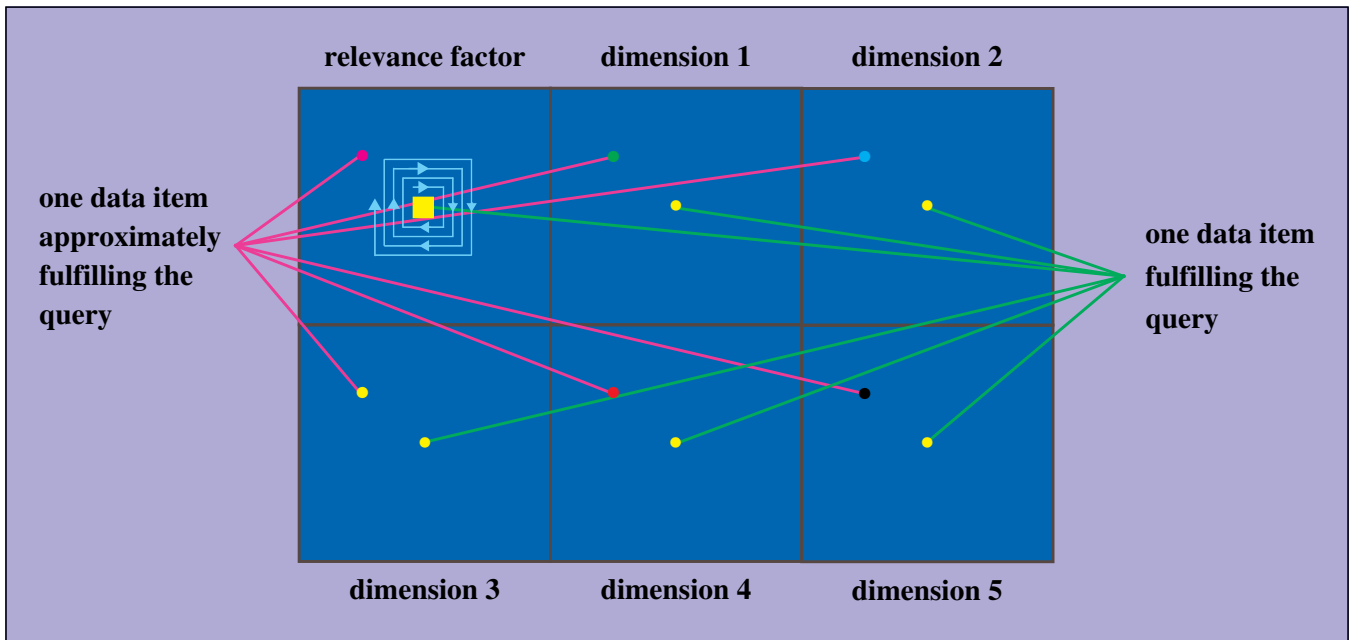 relevance factor
dimension 1
dimension 2
one data item
approximately
fulfilling the
query
one data item
fulfilling the
query
dimension 3
dimension 4
dimension 5